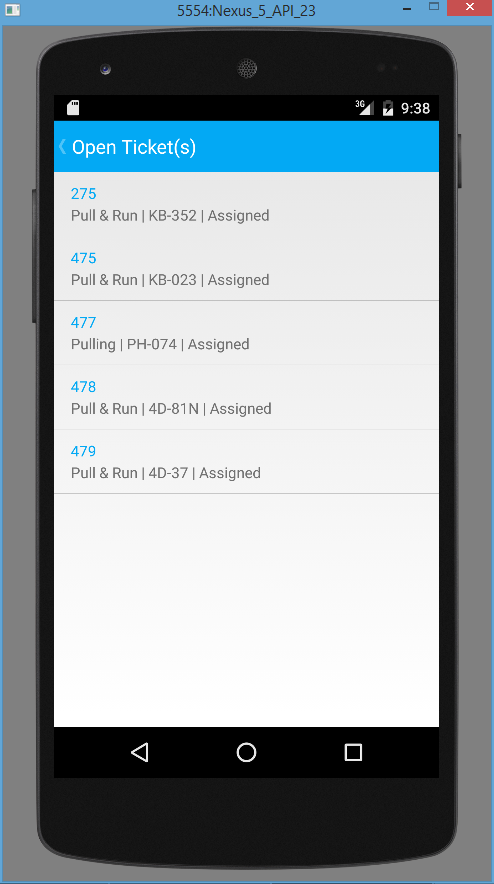 5554:Nexus_5_API_23
3G 9:38
Open Ticket(s)
275
Pull & Run | KB-352 | Assigned
475
Pull & Run | KB-023 | Assigned
477
Pulling | PH-074 | Assigned
478
Pull & Run | 4D-81N | Assigned
479
Pull & Run | 4D-37 | Assigned